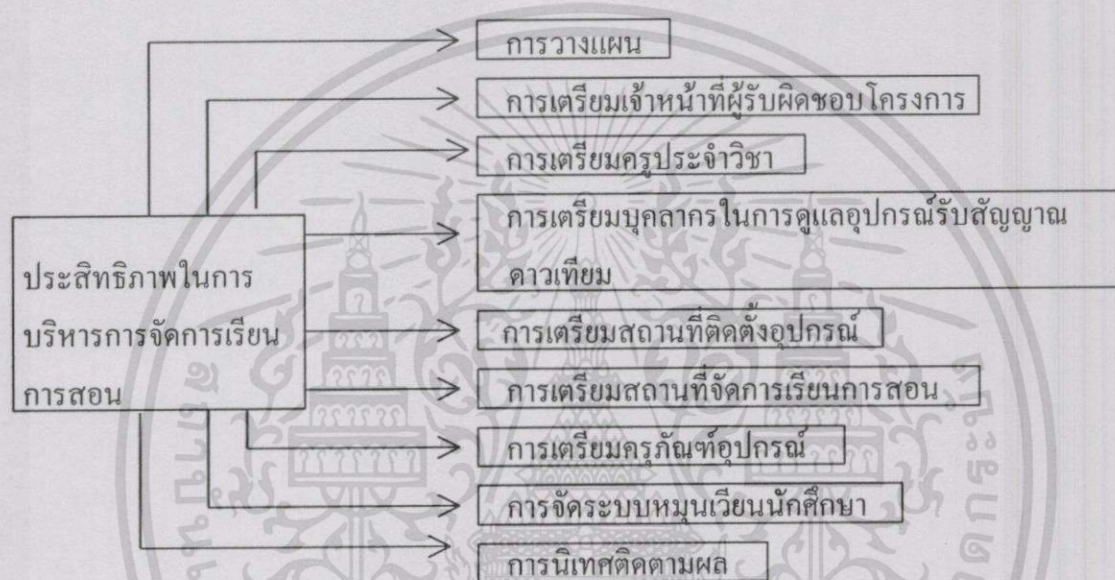 การวางแผน
การเตรียมเจ้าหน้าที่ผู้รับผิดชอบโครงการ
การเตรียมครูประจำวิชา
การเตรียมบุคลากรในการดูแลอุปกรณ์รับสัญญาณ
ดาวเทียม
ประสิทธิภาพในการ
บริหารการจัดการเรียน
การสอน
การเตรียมสถานที่ติดตั้งอุปกรณ์
การเตรียมสถานที่จัดการเรียนการสอน
การเตรียมครุภัณฑ์อุปกรณ์
การจัดระบบหมุนเวียนนักศึกษา
การนิเทศติดตามผล